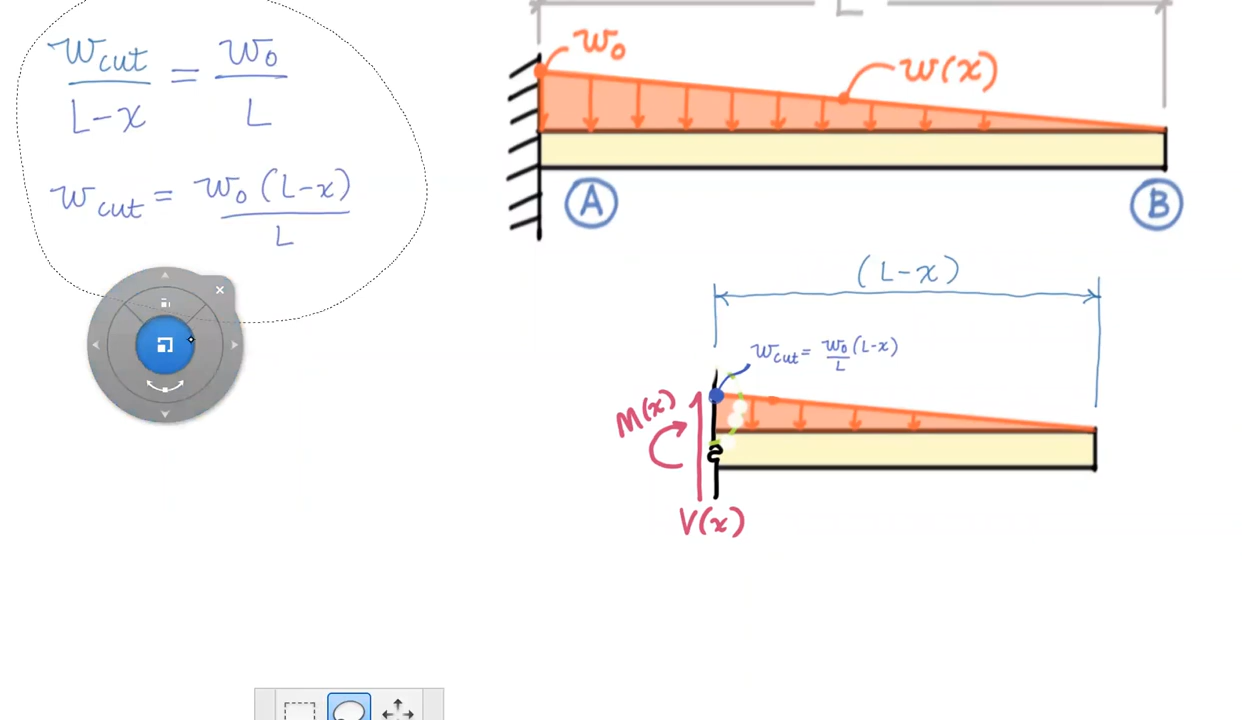 w_cut / (L-x) = w_0 / L
w_cut = w_0 (L-x) / L
L
w_0
w(x)
A
B
(L-x)
w_cut = w_0/L (L-x)
M(x)
V(x)